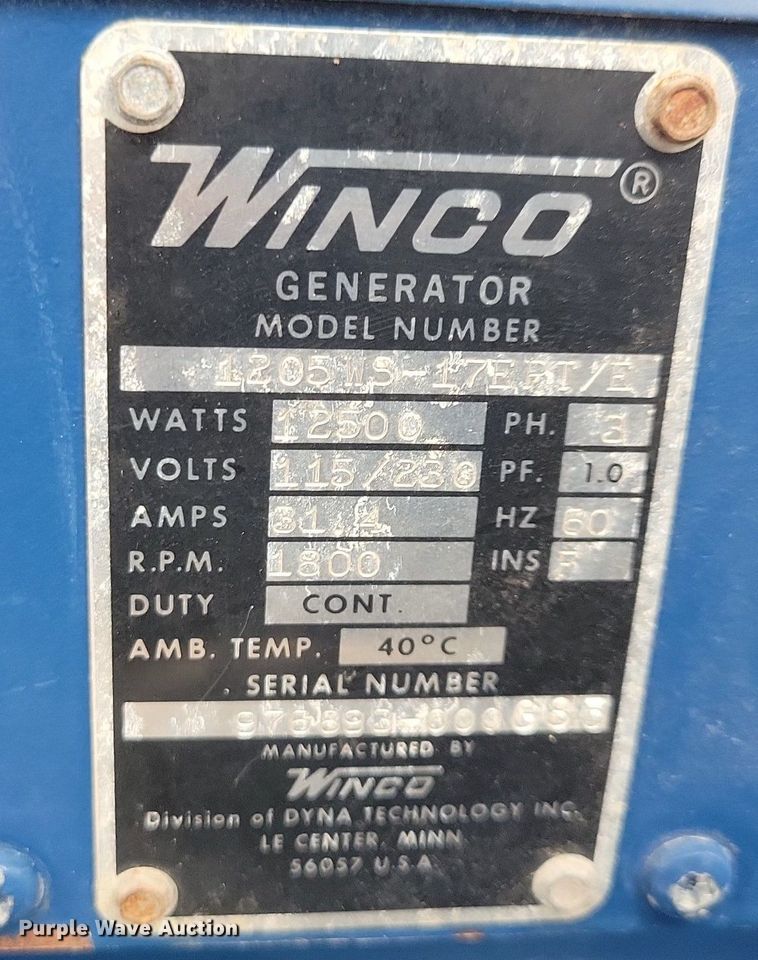 WINCO®
GENERATOR
MODEL NUMBER
WATTS 12500 PH. 3
VOLTS 115/230 PF. 1.0
AMPS 31.4 HZ 60
R.P.M. 1800 INS
DUTY CONT.
AMB. TEMP. 40°C
SERIAL NUMBER
MANUFACTURED BY
WINCO
Division of DYNA TECHNOLOGY INC.
LE CENTER, MINN.
56057 U.S.A.
Purple Wave Auction